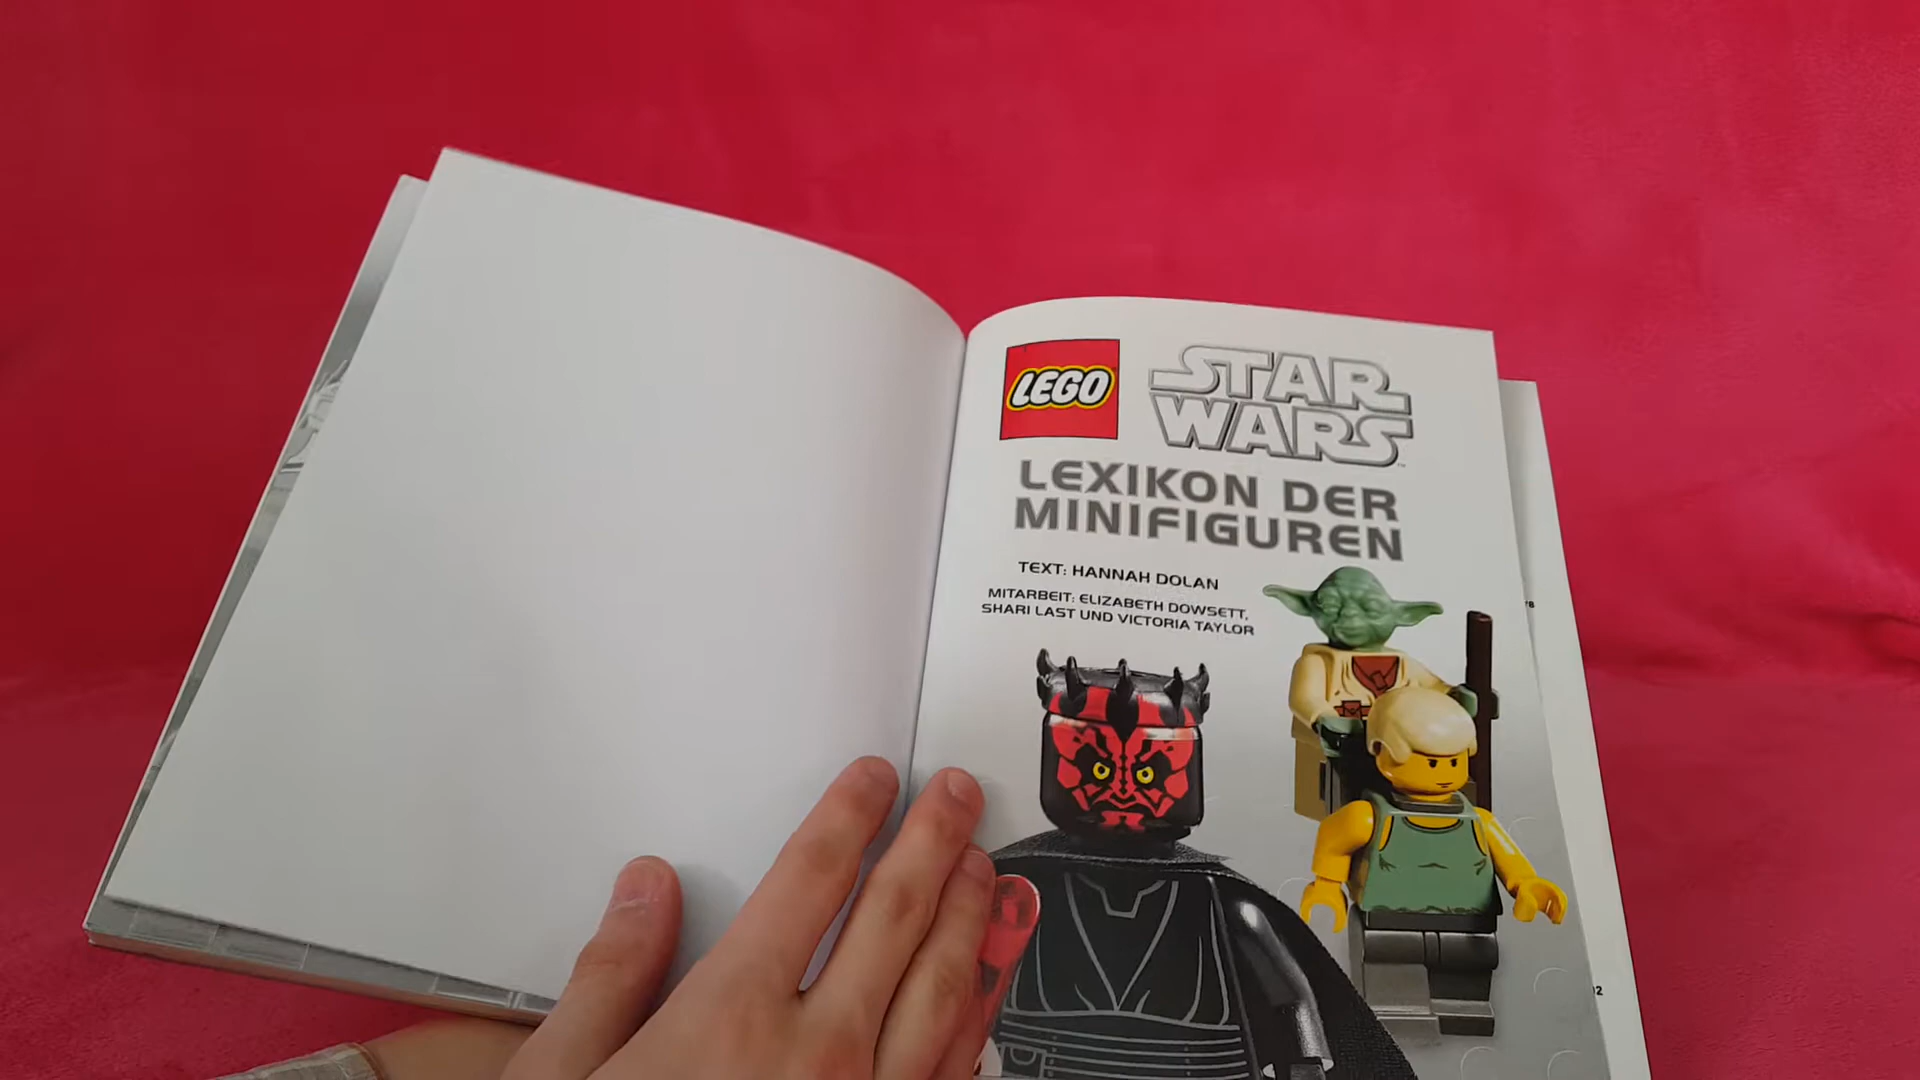 LEGO
STAR
WARS
LEXIKON DER
MINIFIGUREN
TEXT: HANNAH DOLAN
MITARBEIT: ELIZABETH DOWSETT,
SHARI LAST UND VICTORIA TAYLOR